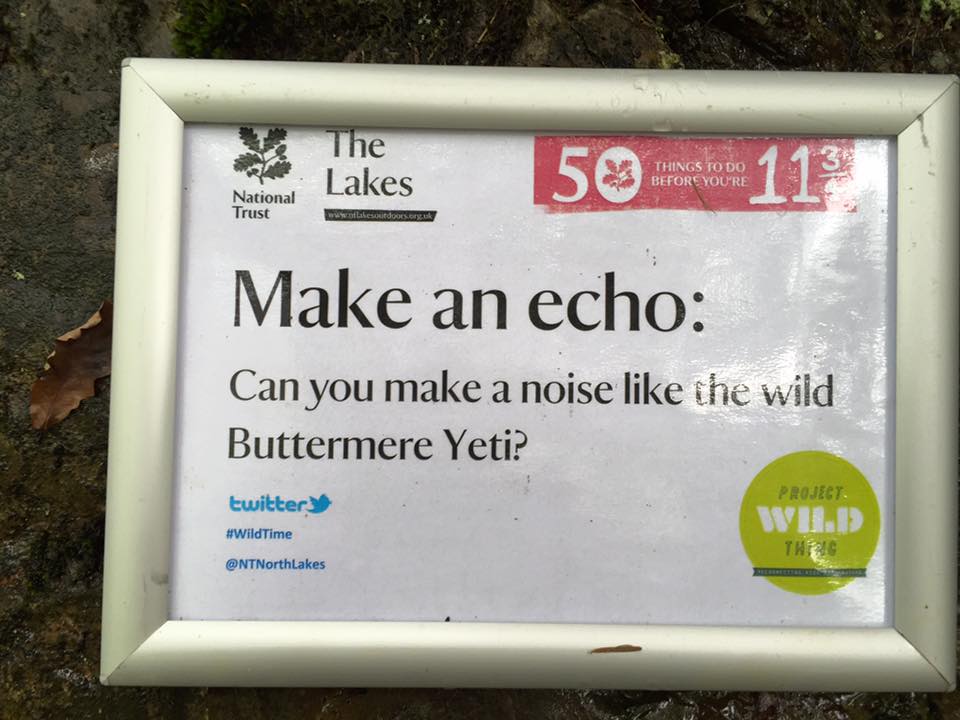 National
Trust
The
Lakes
www.ntlakesoutdoors.org.uk
50 THINGS TO DO
BEFORE YOU'RE 11¾
Make an echo:
Can you make a noise like the wild
Buttermere Yeti?
twitter
#WildTime
@NTNorthLakes
PROJECT
WILD
THING